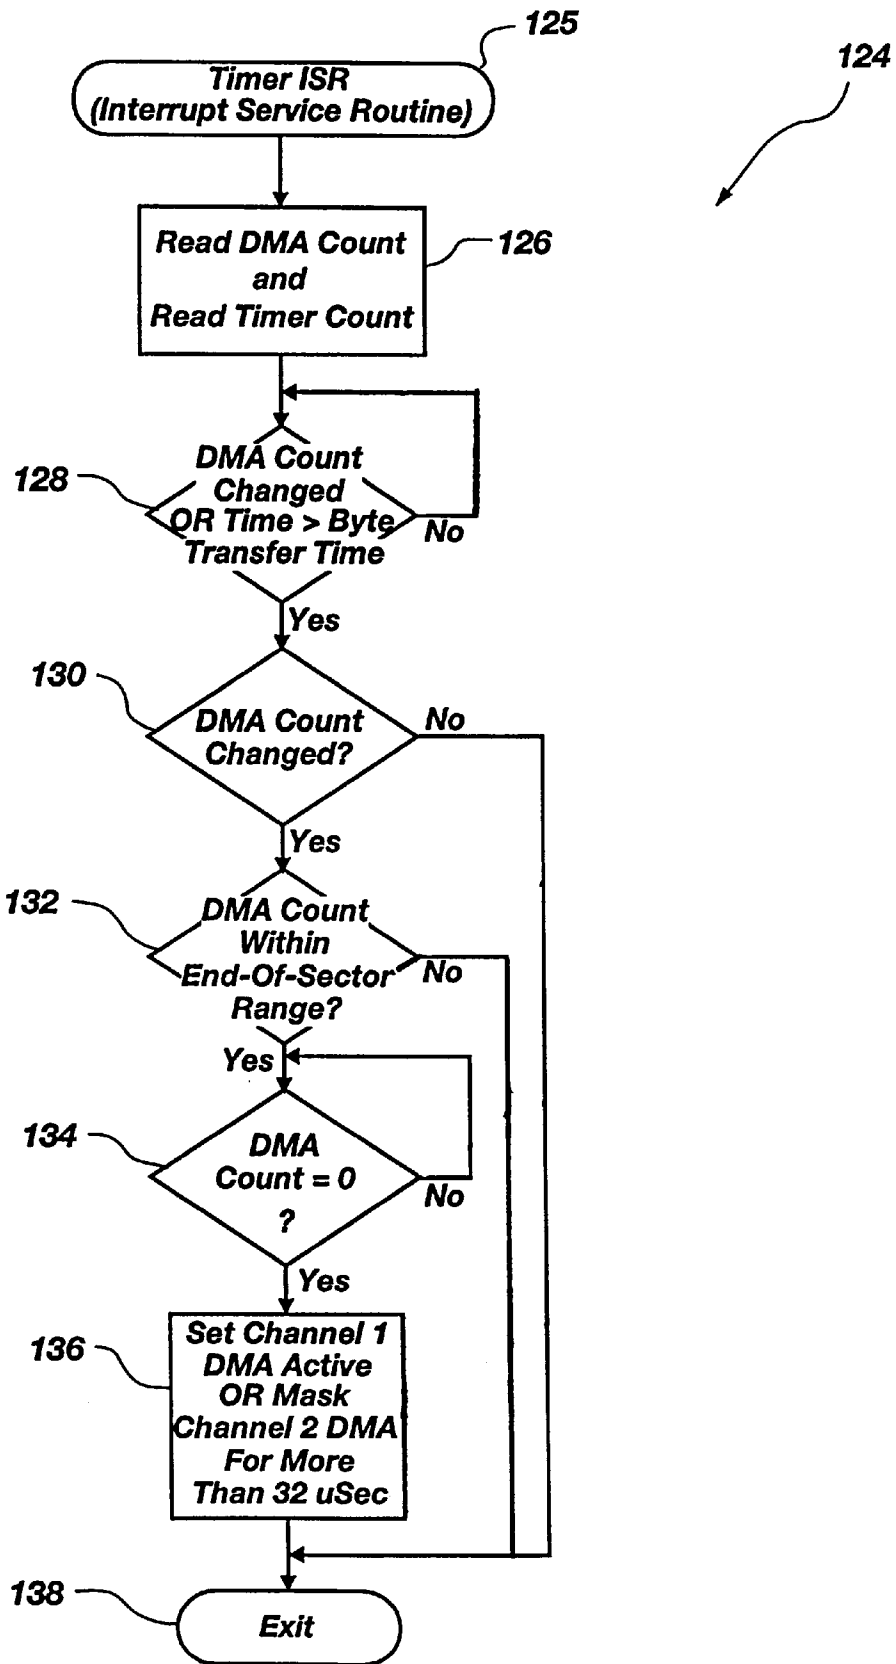 125
124
Timer ISR
(Interrupt Service Routine)
Read DMA Count
and
Read Timer Count
126
128
DMA Count
Changed
OR Time > Byte
Transfer Time
No
Yes
130
DMA Count
Changed?
No
Yes
132
DMA Count
Within
End-Of-Sector
Range?
No
Yes
134
DMA
Count = 0
?
No
Yes
136
Set Channel 1
DMA Active
OR Mask
Channel 2 DMA
For More
Than 32 uSec
138
Exit